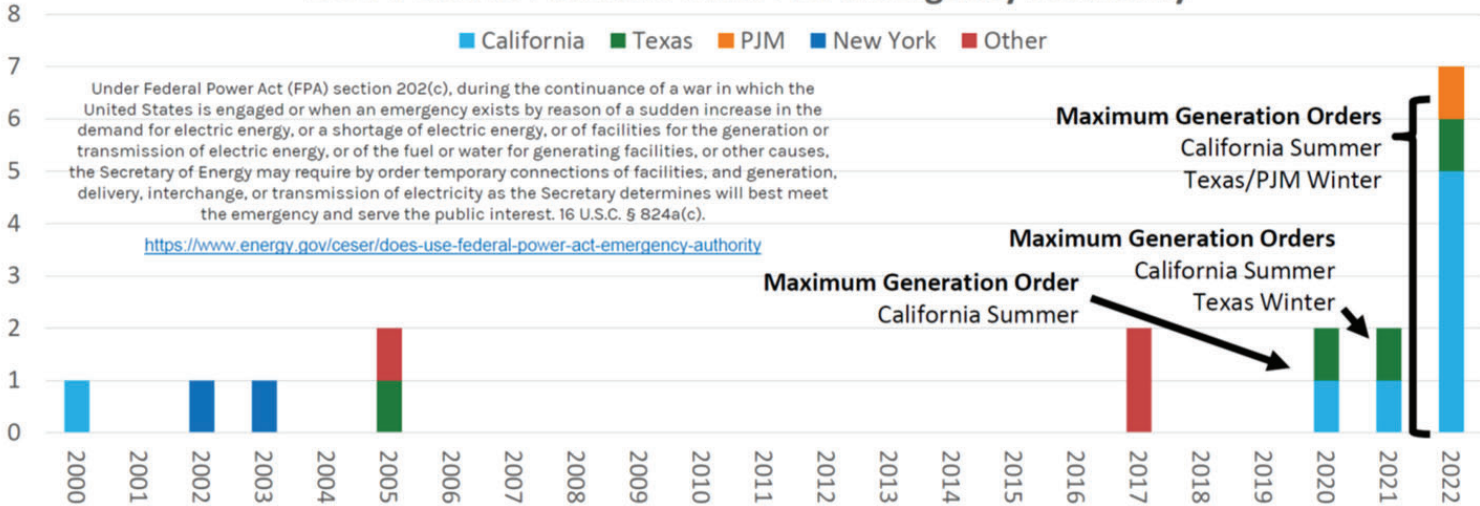 8
California Texas PJM New York Other
7
Under Federal Power Act (FPA) section 202(c), during the continuance of a war in which the
United States is engaged or when an emergency exists by reason of a sudden increase in the
demand for electric energy, or a shortage of electric energy, or of facilities for the generation or
transmission of electric energy, or of the fuel or water for generating facilities, or other causes,
the Secretary of Energy may require by order temporary connections of facilities, and generation,
delivery, interchange, or transmission of electricity as the Secretary determines will best meet
the emergency and serve the public interest. 16 U.S.C. § 824a(c).
https://www.energy.gov/ceser/does-use-federal-power-act-emergency-authority
Maximum Generation Orders
California Summer
Texas/PJM Winter
Maximum Generation Orders
California Summer
Texas Winter
Maximum Generation Order
California Summer
6
5
4
3
2
1
0
2000 2001 2002 2003 2004 2005 2006 2007 2008 2009 2010 2011 2012 2013 2014 2015 2016 2017 2018 2019 2020 2021 2022